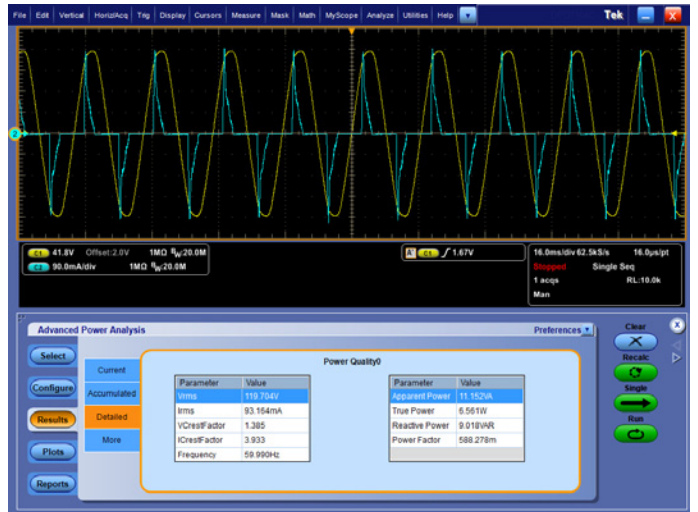 File Edit Vertical Horiz/Acq Trig Display Cursors Measure Mask Math MyScope Analyze Utilities Help Tek X
2
C1 41.8V Offset:2.0V 1MΩ BW:20.0M
C2 90.0mA/div 1MΩ BW:20.0M
A' C1 1.67V
16.0ms/div 62.5kS/s 16.0µs/pt
Stopped Single Seq
1 acqs RL:10.0k
Man
Advanced Power Analysis
Preferences
X
Select
Configure
Results
Plots
Reports
Current
Accumulated
Detailed
More
Power Quality0
Parameter Value
Vrms 119.704V
Irms 93.164mA
VCrestFactor 1.385
ICrestFactor 3.933
Frequency 59.990Hz
Parameter Value
Apparent Power 11.152VA
True Power 6.561W
Reactive Power 9.018VAR
Power Factor 588.278m
Clear
Recalc
Single
Run